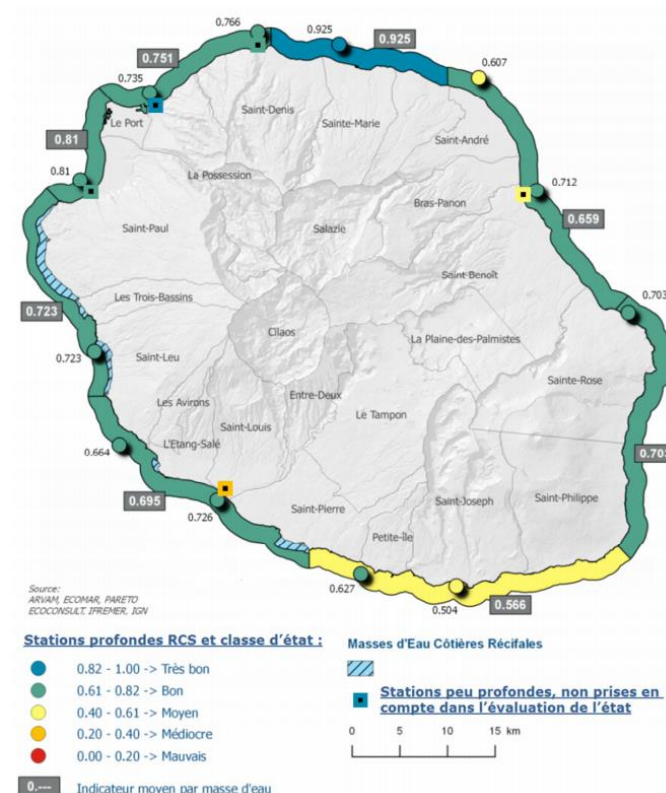 0.766
0.925
0.925
0.751
0.607
0.735
Le Port
Saint-Denis
Sainte-Marie
Saint-André
0.81
0.81
La Possession
0.712
Bras-Panon
0.659
Saint-Paul
Salazie
Saint-Benoît
Les Trois-Bassins
0.703
0.723
Cilaos
La Plaine-des-Palmistes
0.723
Saint-Leu
Sainte-Rose
Les Avirons
Entre-Deux
Le Tampon
Saint-Louis
0.664
L'Etang-Salé
0.703
0.695
0.726
Saint-Pierre
Saint-Joseph
Saint-Philippe
Petite-Île
0.627
0.504
0.566
Source:
ARVAM, ECOMAR, PARETO
ECOCONSULT, IFREMER, IGN
Stations profondes RCS et classe d'état :
0.82 - 1.00 -> Très bon
0.61 - 0.82 -> Bon
0.40 - 0.61 -> Moyen
0.20 - 0.40 -> Médiocre
0.00 - 0.20 -> Mauvais
0.--- Indicateur moyen par masse d'eau
Masses d'Eau Côtières Récifales
Stations peu profondes, non prises en
compte dans l'évaluation de l'état
0 5 10 15 km